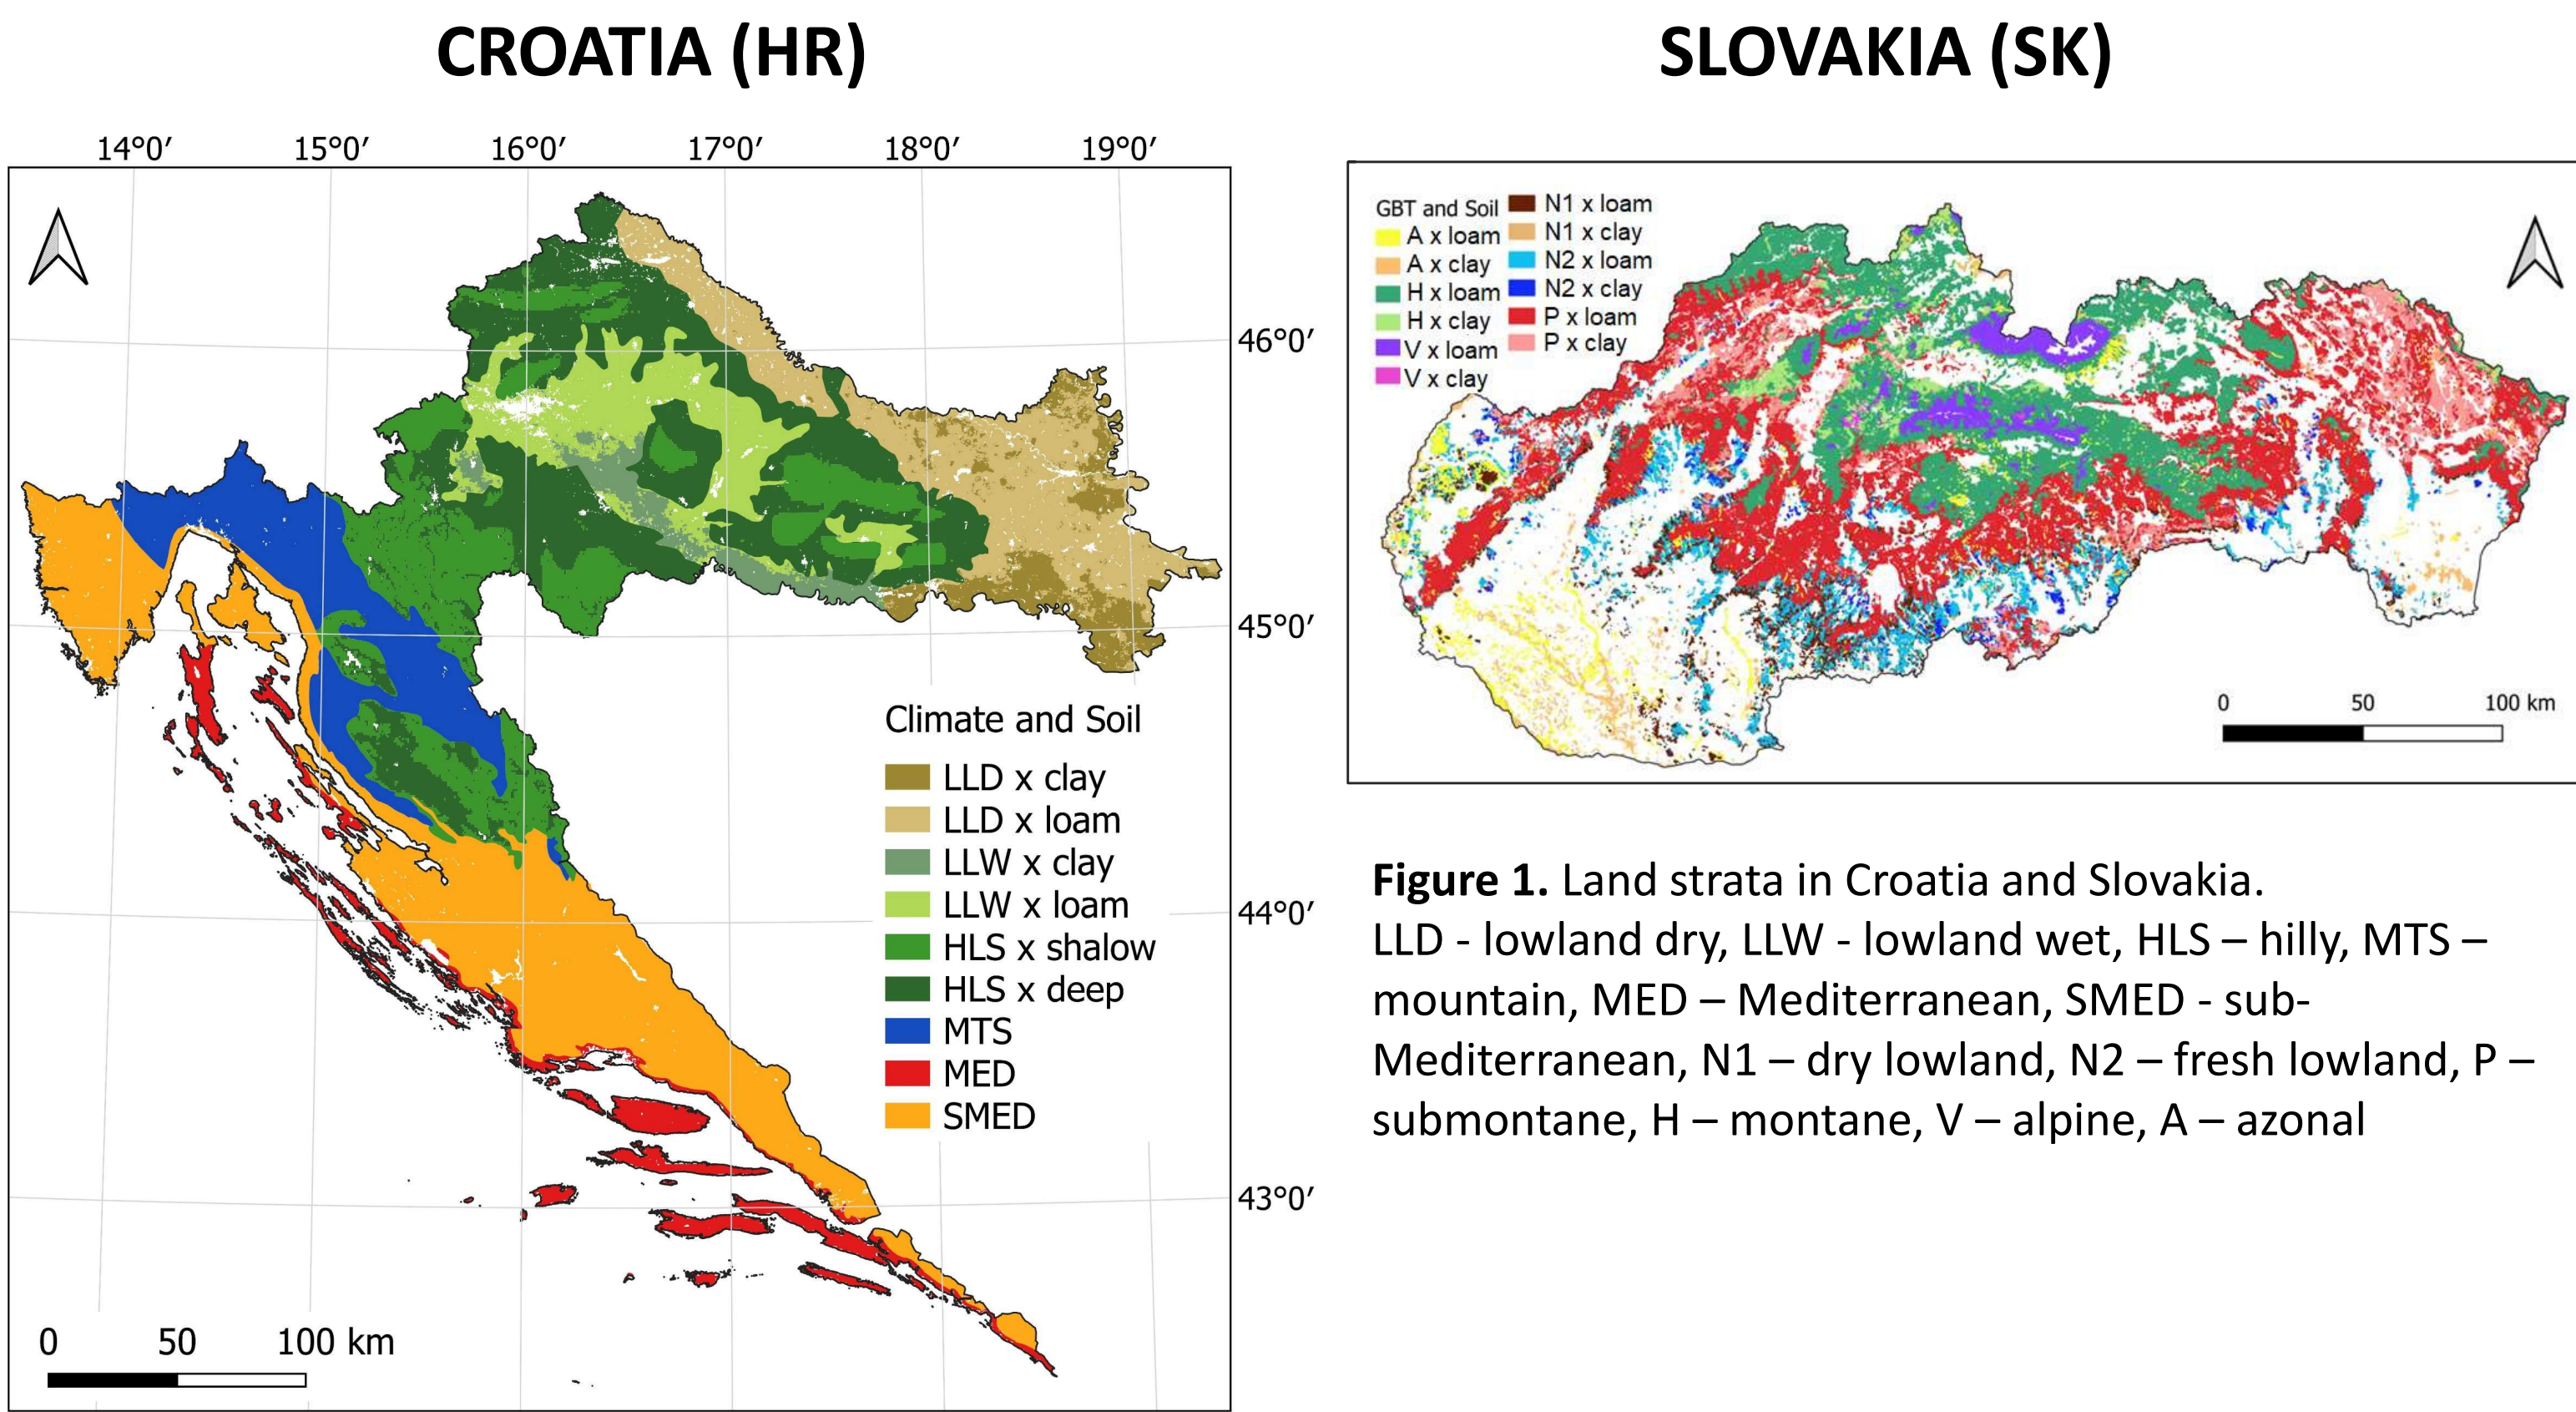 CROATIA (HR)
SLOVAKIA (SK)
14°0′ 15°0′ 16°0′ 17°0′ 18°0′ 19°0′
46°0′
45°0′
44°0′
43°0′
Climate and Soil
LLD x clay
LLD x loam
LLW x clay
LLW x loam
HLS x shalow
HLS x deep
MTS
MED
SMED
0 50 100 km
GBT and Soil
A x loam
A x clay
H x loam
H x clay
V x loam
V x clay
N1 x loam
N1 x clay
N2 x loam
N2 x clay
P x loam
P x clay
0 50 100 km
Figure 1. Land strata in Croatia and Slovakia.
LLD - lowland dry, LLW - lowland wet, HLS – hilly, MTS –
mountain, MED – Mediterranean, SMED - sub-
Mediterranean, N1 – dry lowland, N2 – fresh lowland, P –
submontane, H – montane, V – alpine, A – azonal